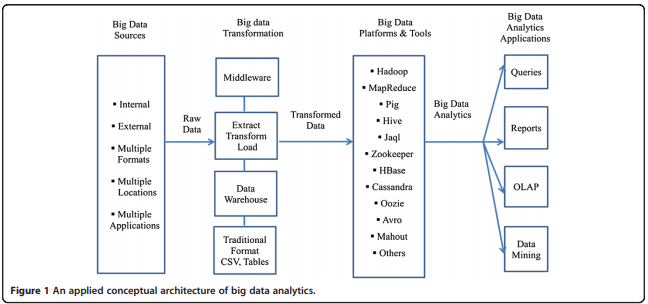 Big Data
Sources
Big data
Transformation
Big Data
Platforms & Tools
Big Data
Analytics
Applications
▪ Internal
▪ External
▪ Multiple
Formats
▪ Multiple
Locations
▪ Multiple
Applications
Raw
Data
Middleware
Extract
Transform
Load
Data
Warehouse
Traditional
Format
CSV, Tables
Transformed
Data
▪ Hadoop
▪ MapReduce
▪ Pig
▪ Hive
▪ Jaql
▪ Zookeeper
▪ HBase
▪ Cassandra
▪ Oozie
▪ Avro
▪ Mahout
▪ Others
Big Data
Analytics
Queries
Reports
OLAP
Data
Mining
Figure 1 An applied conceptual architecture of big data analytics.